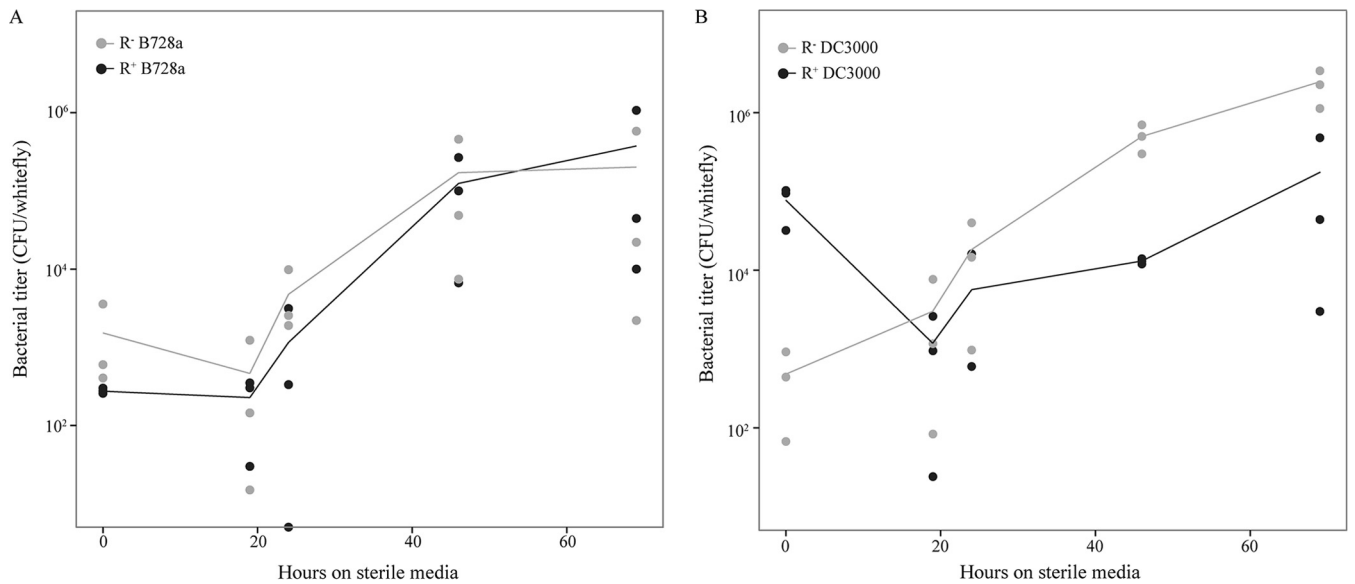 A
R⁻ B728a
R⁺ B728a
10⁶
10⁴
10²
0 20 40 60
Bacterial titer (CFU/whitefly)
Hours on sterile media
B
R⁻ DC3000
R⁺ DC3000
10⁶
10⁴
10²
0 20 40 60
Bacterial titer (CFU/whitefly)
Hours on sterile media